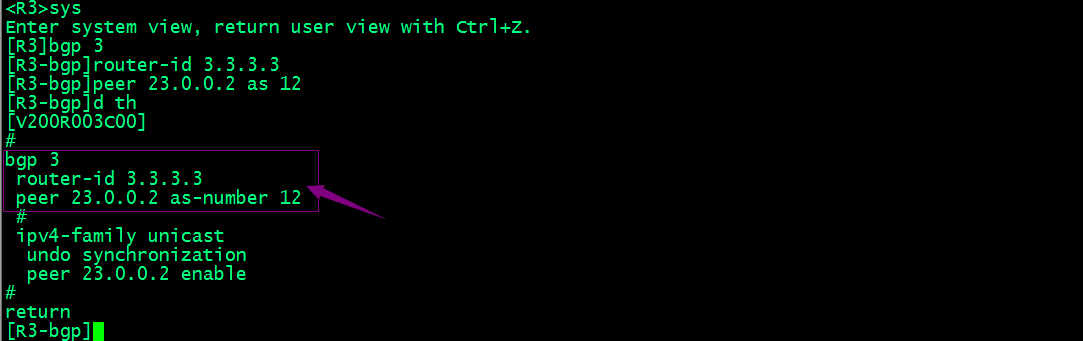 <R3>sys
Enter system view, return user view with Ctrl+Z.
[R3]bgp 3
[R3-bgp]router-id 3.3.3.3
[R3-bgp]peer 23.0.0.2 as 12
[R3-bgp]d th
[V200R003C00]
#
bgp 3
 router-id 3.3.3.3
 peer 23.0.0.2 as-number 12
 #
 ipv4-family unicast
  undo synchronization
  peer 23.0.0.2 enable
#
return
[R3-bgp]